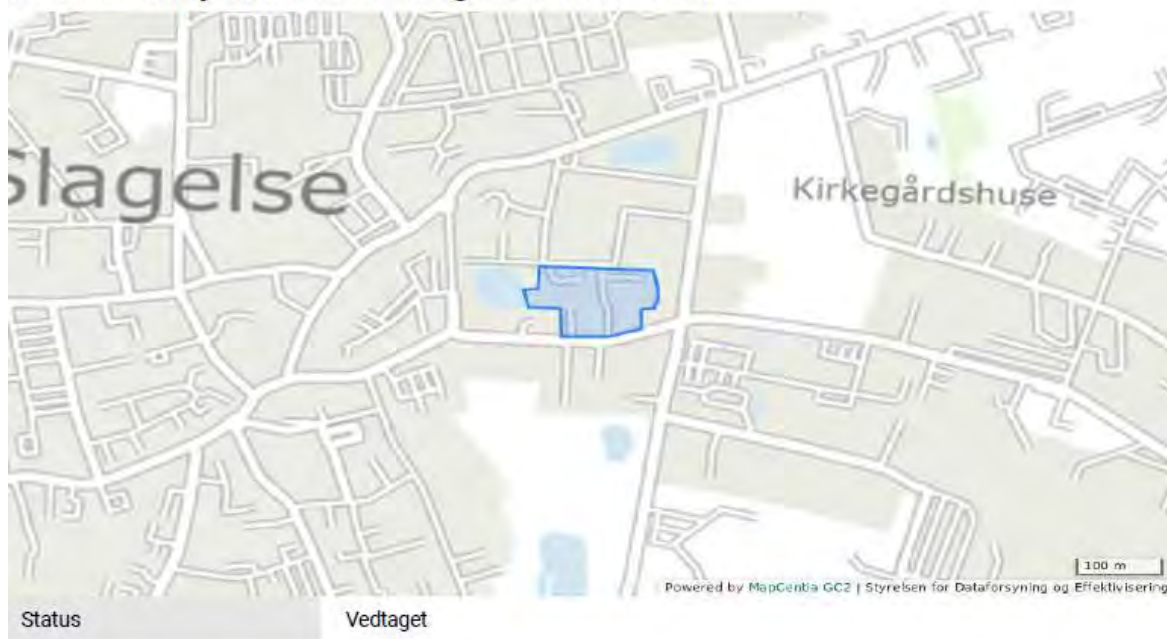 Slagelse
Kirkegårdshuse
100 m
Powered by MapCentia GC2 | Styrelsen for Dataforsyning og Effektivisering
Status Vedtaget